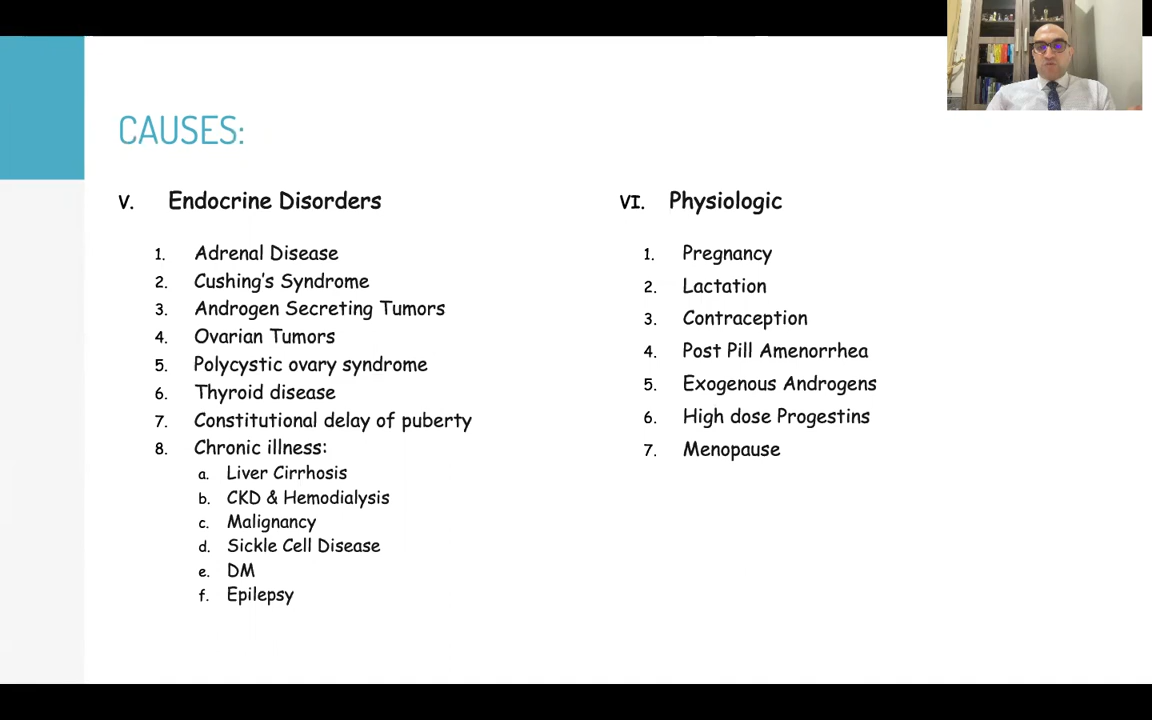 CAUSES:
V. Endocrine Disorders
1. Adrenal Disease
2. Cushing's Syndrome
3. Androgen Secreting Tumors
4. Ovarian Tumors
5. Polycystic ovary syndrome
6. Thyroid disease
7. Constitutional delay of puberty
8. Chronic illness:
a. Liver Cirrhosis
b. CKD & Hemodialysis
c. Malignancy
d. Sickle Cell Disease
e. DM
f. Epilepsy
VI. Physiologic
1. Pregnancy
2. Lactation
3. Contraception
4. Post Pill Amenorrhea
5. Exogenous Androgens
6. High dose Progestins
7. Menopause